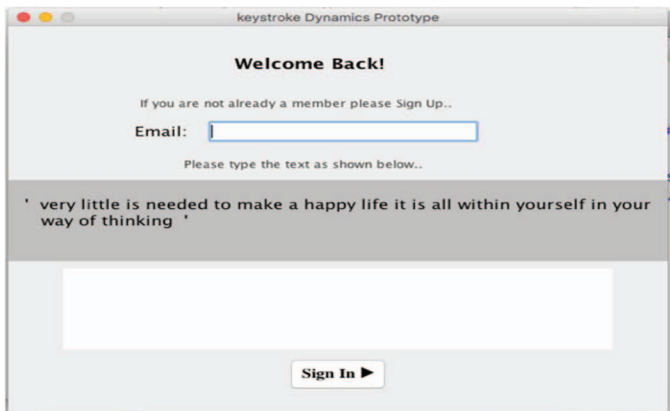 keystroke Dynamics Prototype
Welcome Back!
If you are not already a member please Sign Up..
Email:
Please type the text as shown below..
' very little is needed to make a happy life it is all within yourself in your
way of thinking '
Sign In ▶